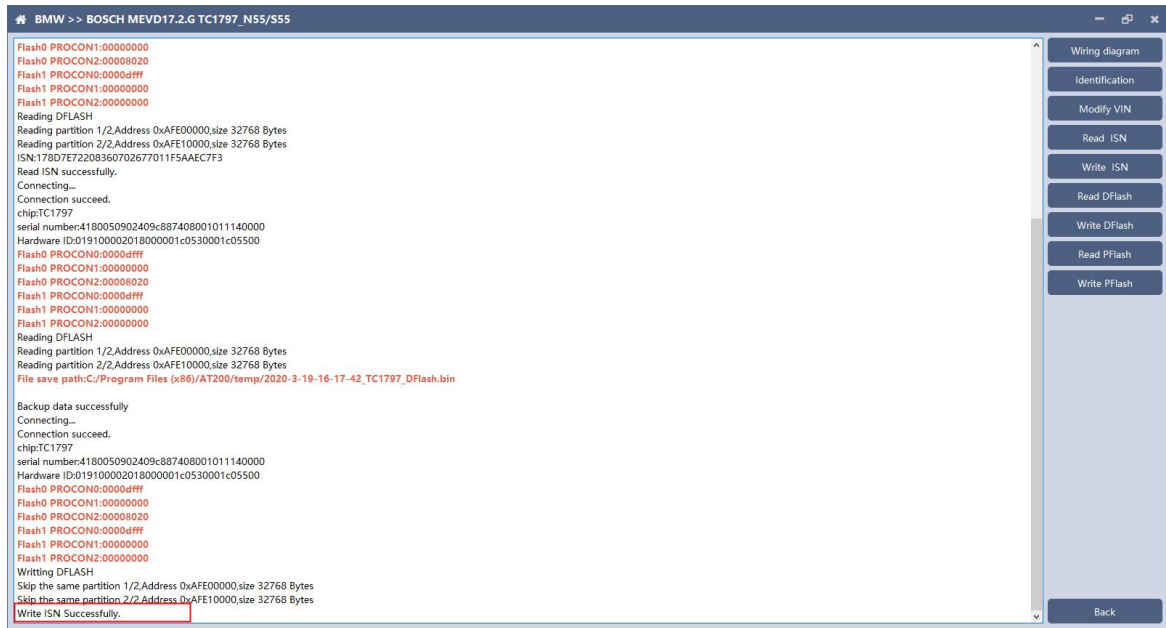 BMW >> BOSCH MEVD17.2.G TC1797_N55/S55
Flash0 PROCON1:00000000
Flash0 PROCON2:00008020
Flash1 PROCON0:0000dfff
Flash1 PROCON1:00000000
Flash1 PROCON2:00000000
Reading DFLASH
Reading partition 1/2,Address 0xAFE00000,size 32768 Bytes
Reading partition 2/2,Address 0xAFE10000,size 32768 Bytes
ISN:178D7E72208360702677011F5AAEC7F3
Read ISN successfully.
Connecting...
Connection succeed.
chip:TC1797
serial number:4180050902409c887408001011140000
Hardware ID:019100002018000001c0530001c05500
Flash0 PROCON0:0000dfff
Flash0 PROCON1:00000000
Flash0 PROCON2:00008020
Flash1 PROCON0:0000dfff
Flash1 PROCON1:00000000
Flash1 PROCON2:00000000
Reading DFLASH
Reading partition 1/2,Address 0xAFE00000,size 32768 Bytes
Reading partition 2/2,Address 0xAFE10000,size 32768 Bytes
File save path:C:/Program Files (x86)/AT200/temp/2020-3-19-16-17-42_TC1797_DFlash.bin
Backup data successfully
Connecting...
Connection succeed.
chip:TC1797
serial number:4180050902409c887408001011140000
Hardware ID:019100002018000001c0530001c05500
Flash0 PROCON0:0000dfff
Flash0 PROCON1:00000000
Flash0 PROCON2:00008020
Flash1 PROCON0:0000dfff
Flash1 PROCON1:00000000
Flash1 PROCON2:00000000
Writting DFLASH
Skip the same partition 1/2,Address 0xAFE00000,size 32768 Bytes
Skip the same partition 2/2,Address 0xAFE10000,size 32768 Bytes
Write ISN Successfully.
Wiring diagram
Identification
Modify VIN
Read ISN
Write ISN
Read DFlash
Write DFlash
Read PFlash
Write PFlash
Back